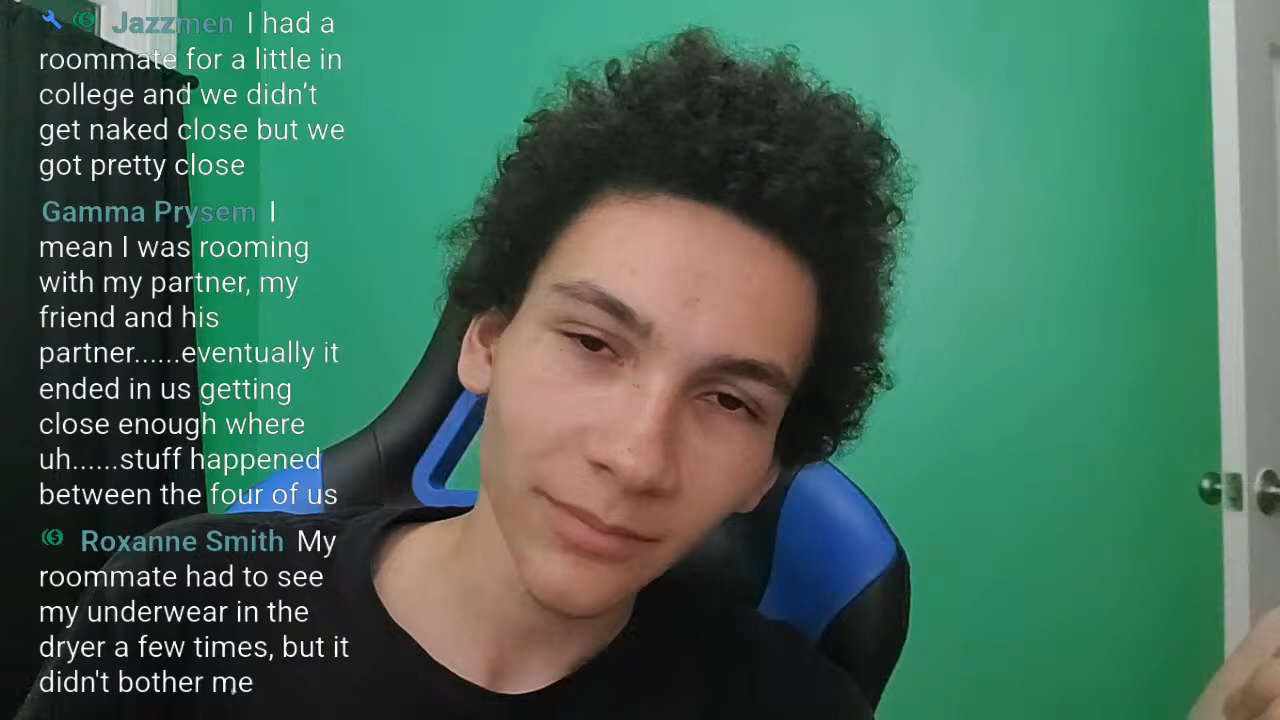 Jazzmen I had a
roommate for a little in
college and we didn’t
get naked close but we
got pretty close
Gamma Prysem I
mean I was rooming
with my partner, my
friend and his
partner......eventually it
ended in us getting
close enough where
uh......stuff happened
between the four of us
Roxanne Smith My
roommate had to see
my underwear in the
dryer a few times, but it
didn't bother me